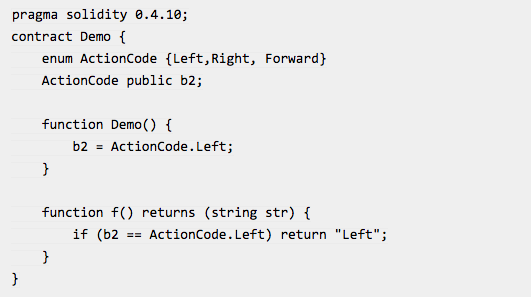 pragma solidity 0.4.10;
contract Demo {
    enum ActionCode {Left,Right, Forward}
    ActionCode public b2;

    function Demo() {
        b2 = ActionCode.Left;
    }

    function f() returns (string str) {
        if (b2 == ActionCode.Left) return "Left";
    }
}